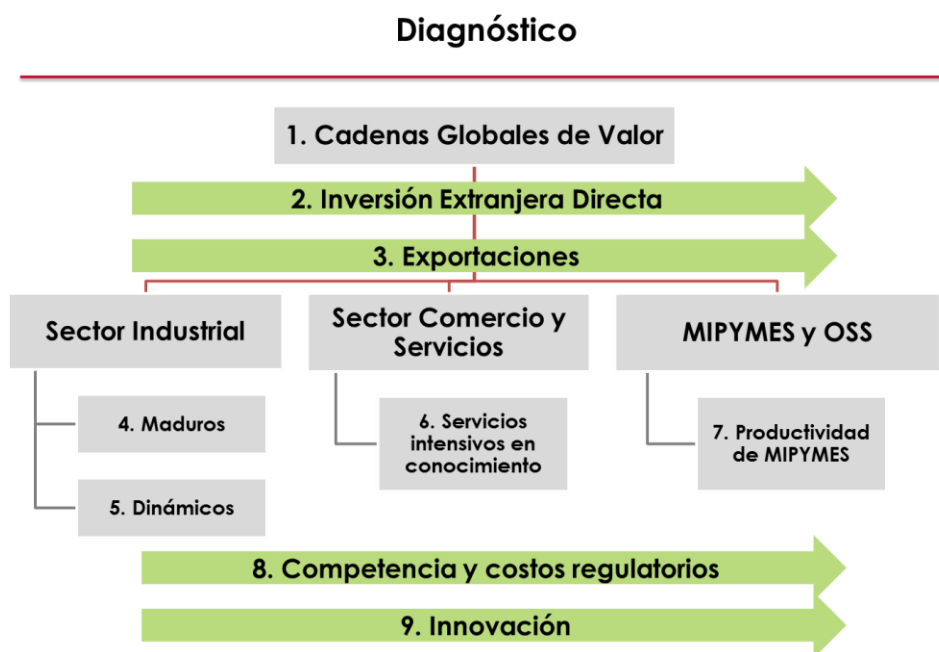 Diagnóstico
1. Cadenas Globales de Valor
2. Inversión Extranjera Directa
3. Exportaciones
Sector Industrial
Sector Comercio y
Servicios
MIPYMES y OSS
4. Maduros
6. Servicios
intensivos en
conocimiento
7. Productividad
de MIPYMES
5. Dinámicos
8. Competencia y costos regulatorios
9. Innovación